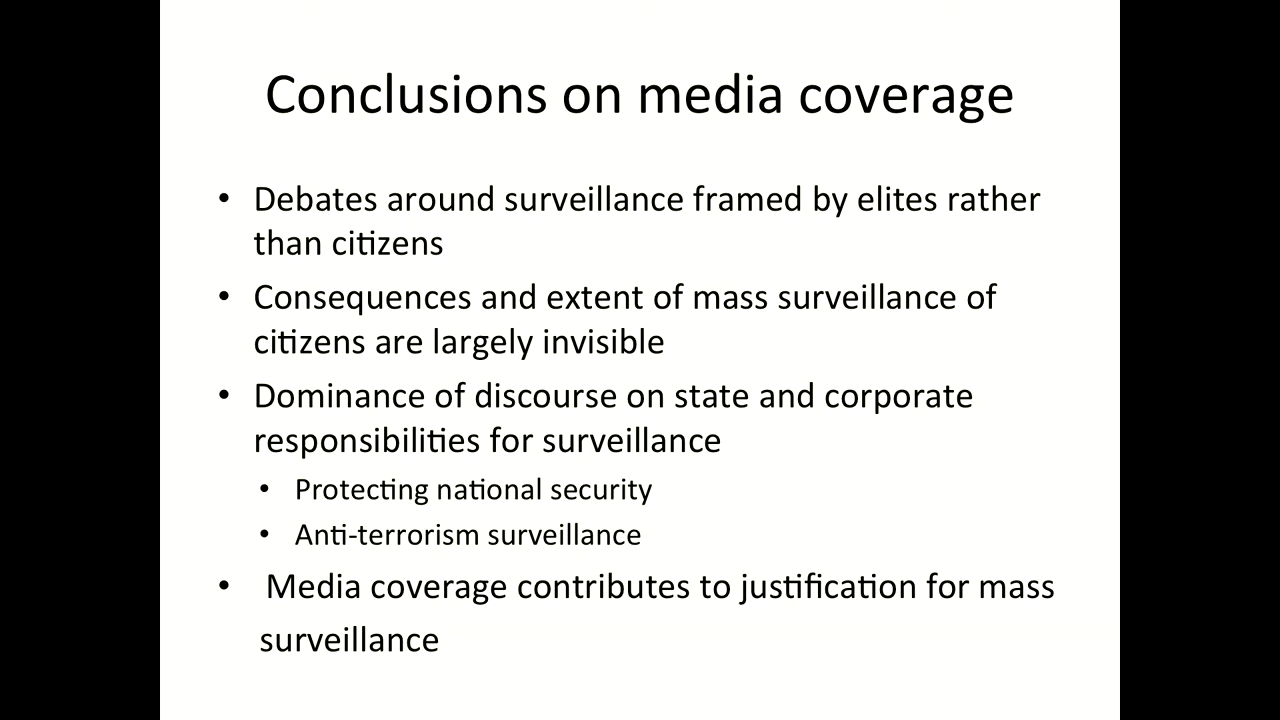 Conclusions on media coverage
• Debates around surveillance framed by elites rather
than citizens
• Consequences and extent of mass surveillance of
citizens are largely invisible
• Dominance of discourse on state and corporate
responsibilities for surveillance
• Protecting national security
• Anti-terrorism surveillance
• Media coverage contributes to justification for mass
surveillance